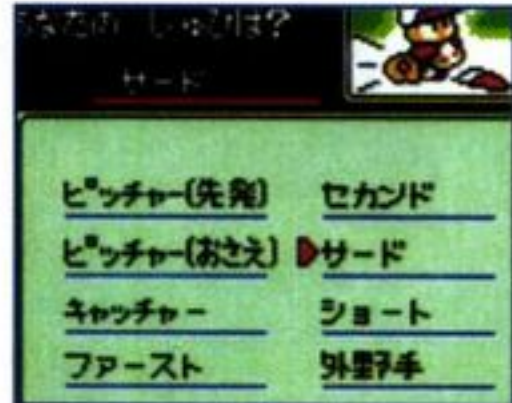 あなたの しゅびは?
サード
ピッチャー(先発)
ピッチャー(おさえ)
キャッチャー
ファースト
セカンド
サード
ショート
外野手